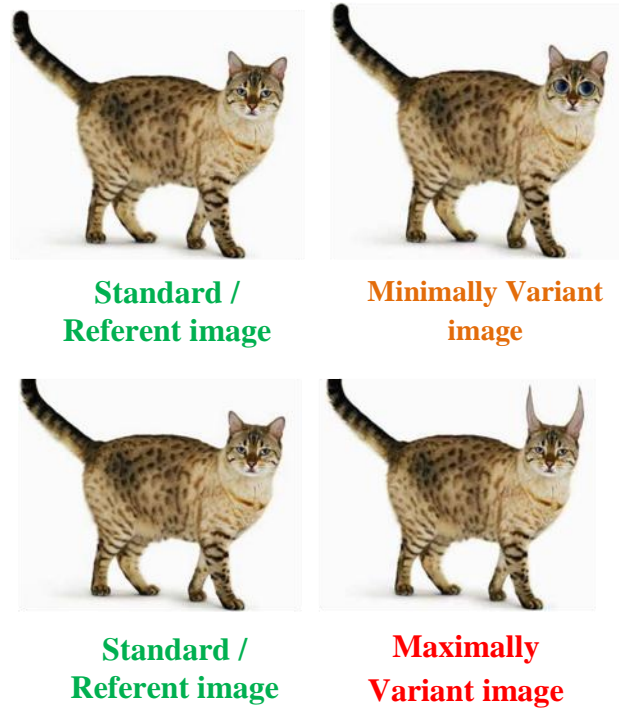 Standard /
Referent image
Minimally Variant
image
Standard /
Referent image
Maximally
Variant image